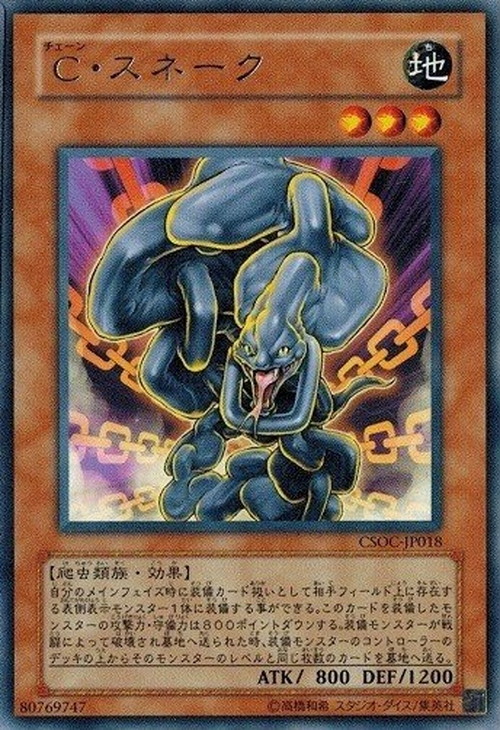 チェーン
C・スネーク
ち
地
CSOC-JP018
【爬虫類族・効果】
自分のメインフェイズ時に装備カード扱いとして相手フィールド上に存在す
る表側表示モンスター1体に装備する事ができる。このカードを装備したモ
ンスターの攻撃力・守備力は800ポイントダウンする。装備モンスターが戦
闘によって破壊され墓地へ送られた時、装備モンスターのコントローラーの
デッキの上からそのモンスターのレベルと同じ枚数のカードを墓地へ送る。
ATK/ 800 DEF/1200
80769747
©高橋和希 スタジオ・ダイス/集英社